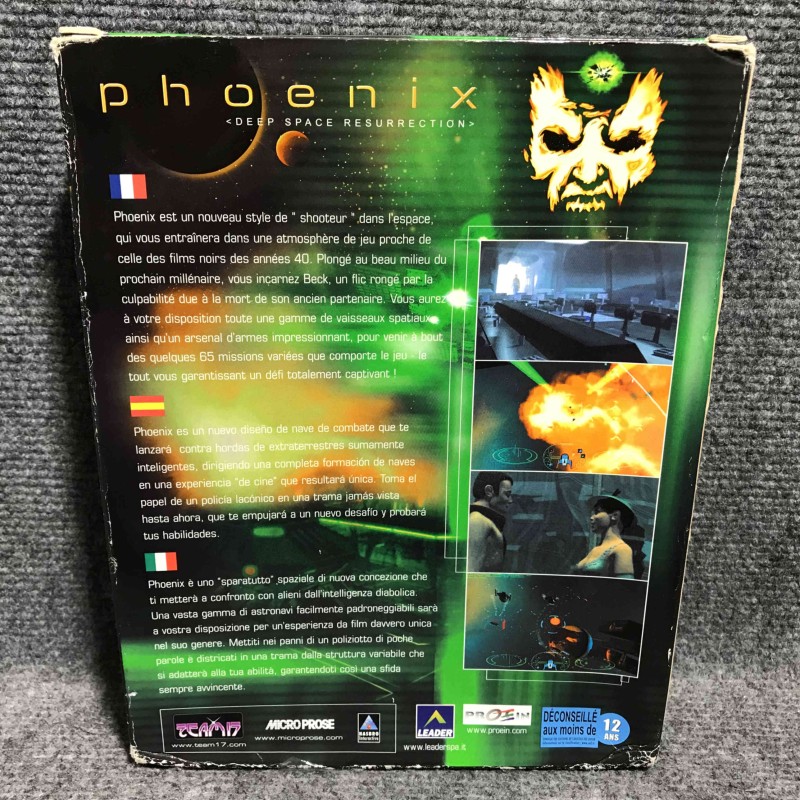 phoenix
<DEEP SPACE RESURRECTION>
Phoenix est un nouveau style de " shooteur " dans l'espace,
qui vous entraînera dans une atmosphère de jeu proche de
celle des films noirs des années 40. Plongé au beau milieu du
prochain millénaire, vous incarnez Beck, un flic rongé par la
culpabilité due à la mort de son ancien partenaire. Vous aurez
à votre disposition toute une gamme de vaisseaux spatiaux
ainsi qu'un arsenal d'armes impressionnant, pour venir à bout
des quelques 65 missions variées que comporte le jeu - le
tout vous garantissant un défi totalement captivant !
Phoenix es un nuevo diseño de nave de combate que te
lanzará contra hordas de extraterrestres sumamente
inteligentes, dirigiendo una completa formación de naves
en una experiencia "de cine" que resultará única. Toma el
papel de un policía lacónico en una trama jamás vista
hasta ahora, que te empujará a un nuevo desafío y probará
tus habilidades.
Phoenix è uno "sparatutto" spaziale di nuova concezione che
ti metterà a confronto con alieni dall'intelligenza diabolica.
Una vasta gamma di astronavi facilmente padroneggiabili sarà
a vostra disposizione per un'esperienza da film davvero unica
nel suo genere. Mettiti nei panni di un poliziotto di poche
parole e districati in una trama dalla struttura variabile che
si adatterà alla tua abilità, garantendoti così una sfida
sempre avvincente.
TEAM17
www.team17.com
MICROPROSE
www.microprose.com
HASBRO
Interactive
LEADER
www.leaderspa.it
PROEIN
www.proein.com
DÉCONSEILLÉ
aux moins de
12
ANS